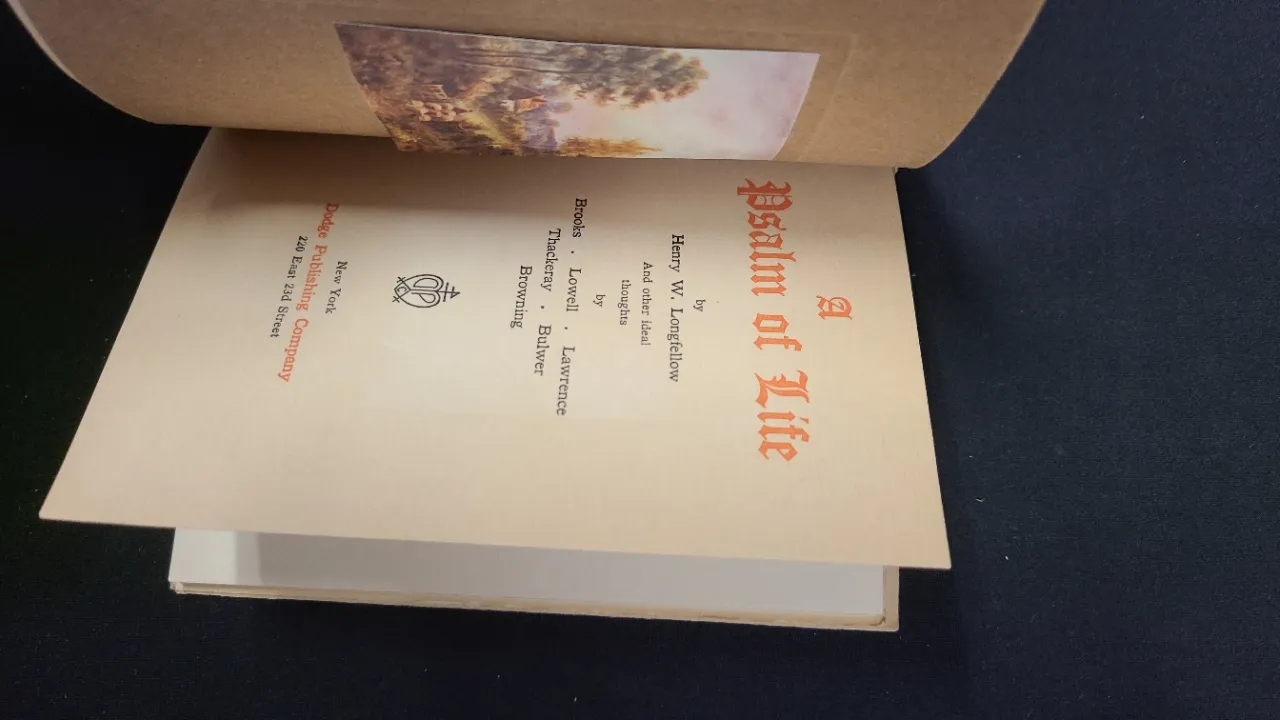 A
Psalm of Life
by
Henry W. Longfellow
And other ideal
thoughts
by
Brooks . Lowell . Lawrence
Thackeray . Bulwer
Browning
New York
Dodge Publishing Company
220 East 23d Street